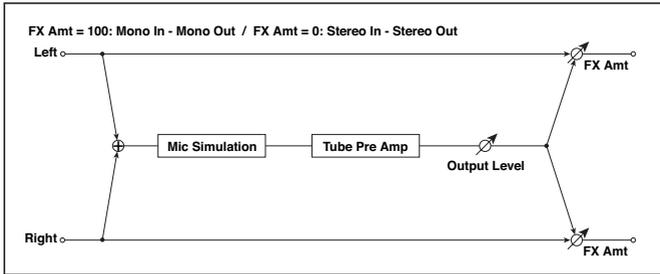 FX Amt = 100: Mono In - Mono Out / FX Amt = 0: Stereo In - Stereo Out
Left
FX Amt
Mic Simulation
Tube Pre Amp
Output Level
Right
FX Amt